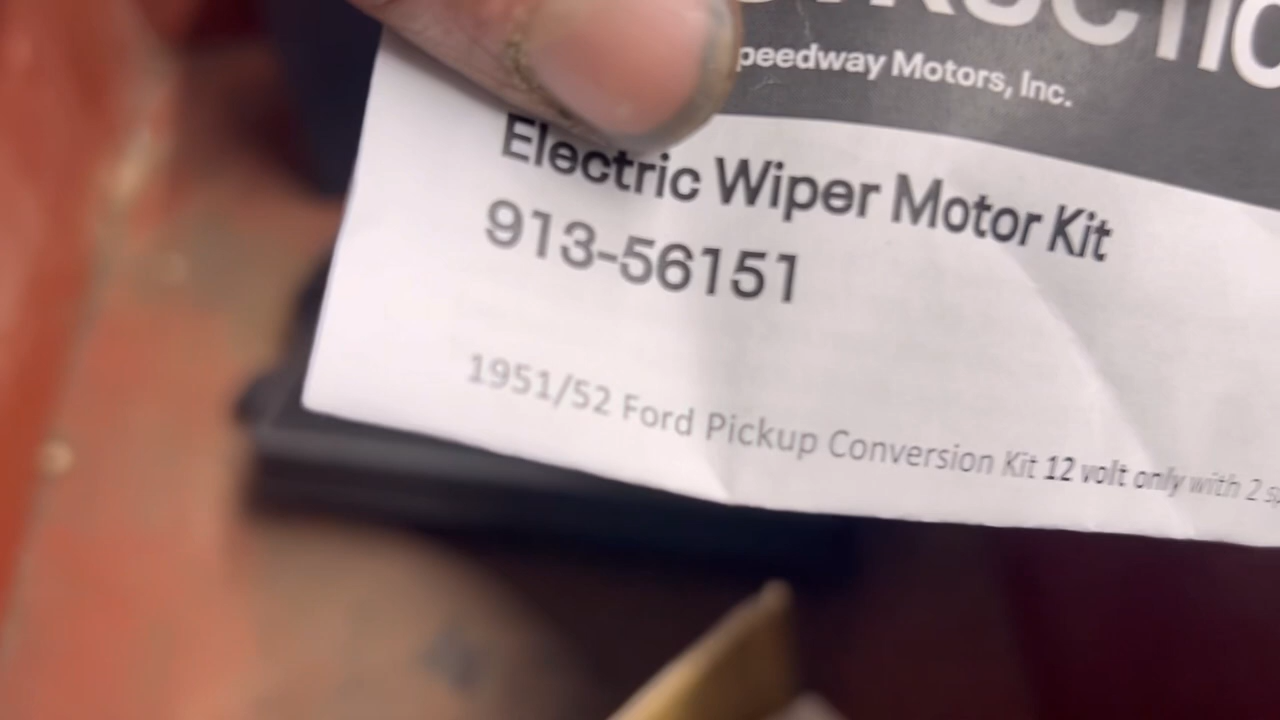 peedway Motors, Inc.
Electric Wiper Motor Kit
913-56151
1951/52 Ford Pickup Conversion Kit 12 volt only with 2